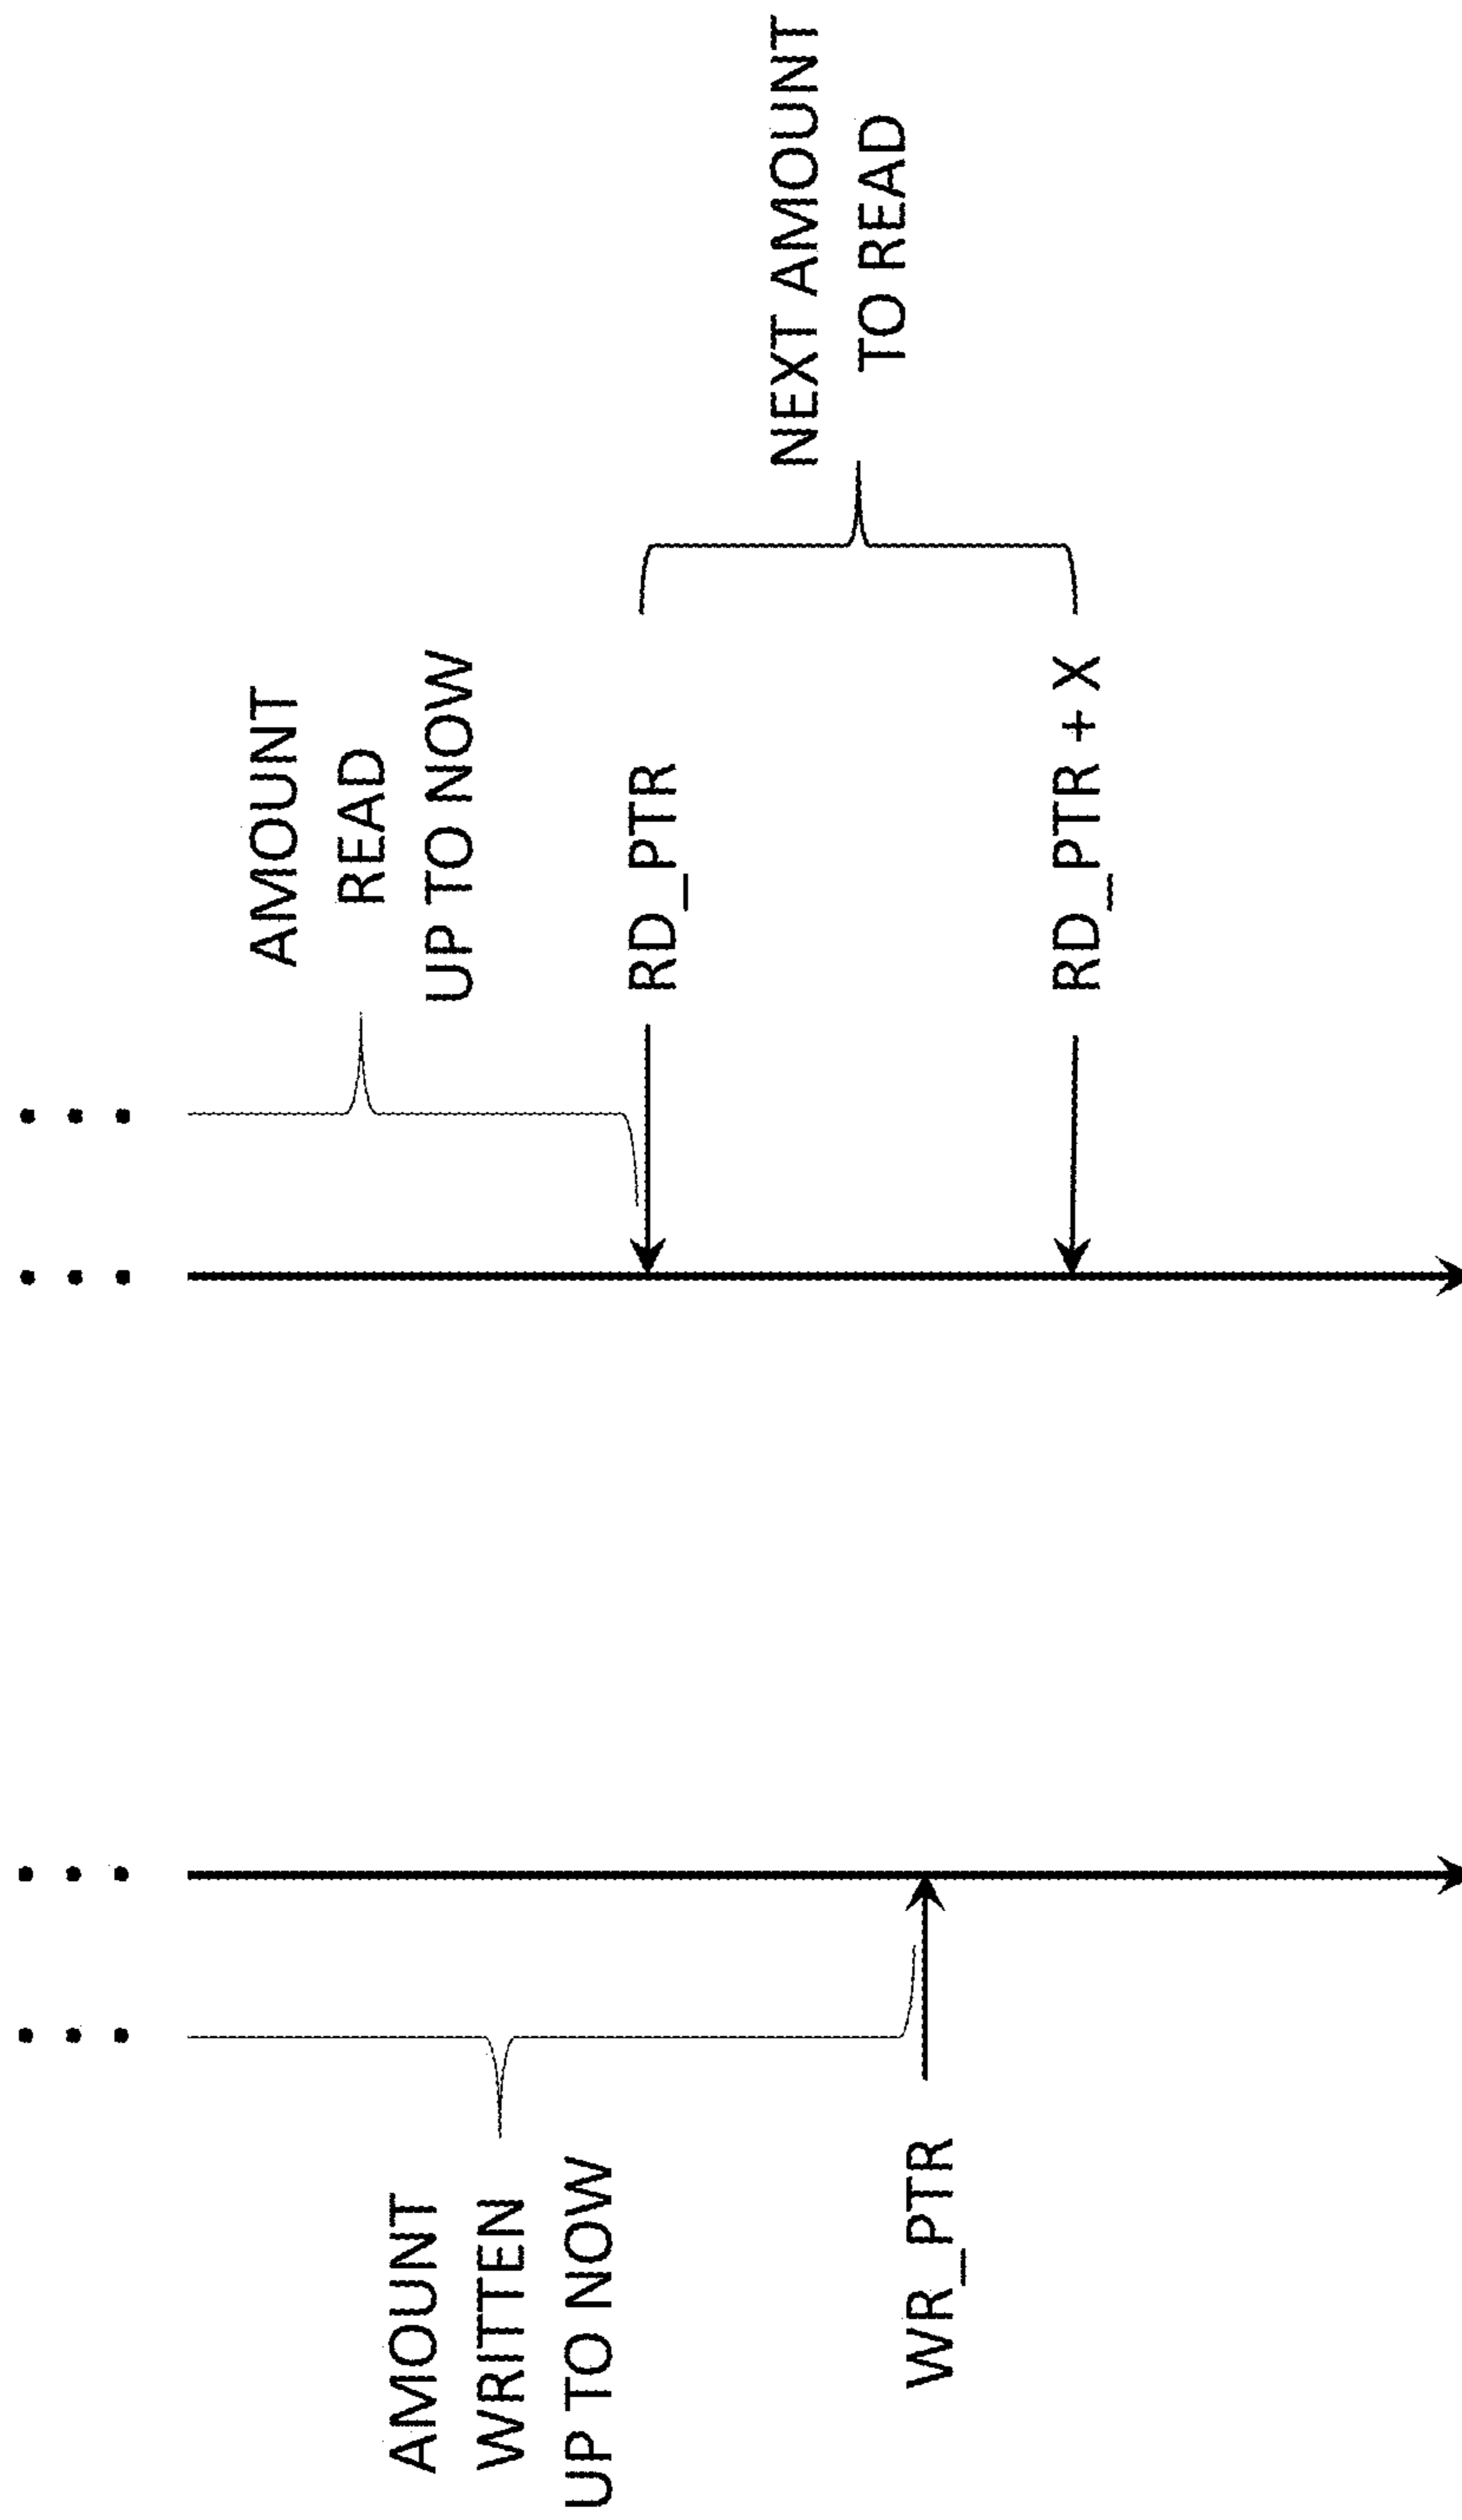 AMOUNT
WRITTEN
UP TO NOW
WR_PTR
AMOUNT
READ
UP TO NOW
RD_PTR
RD_PTR + X
NEXT AMOUNT
TO READ